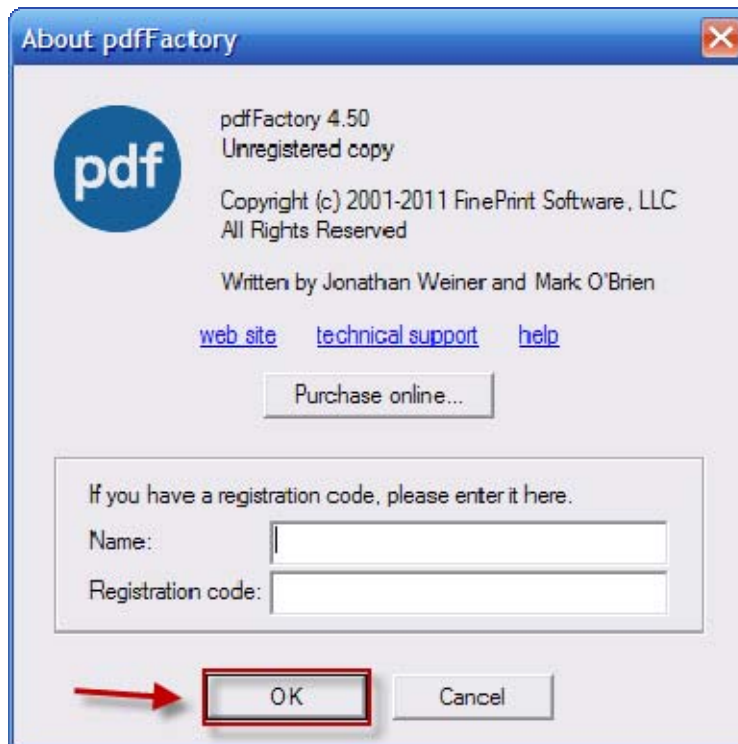 About pdfFactory
pdf
pdfFactory 4.50
Unregistered copy
Copyright (c) 2001-2011 FinePrint Software, LLC
All Rights Reserved
Written by Jonathan Weiner and Mark O'Brien
web site technical support help
Purchase online...
If you have a registration code, please enter it here.
Name:
Registration code:
OK Cancel